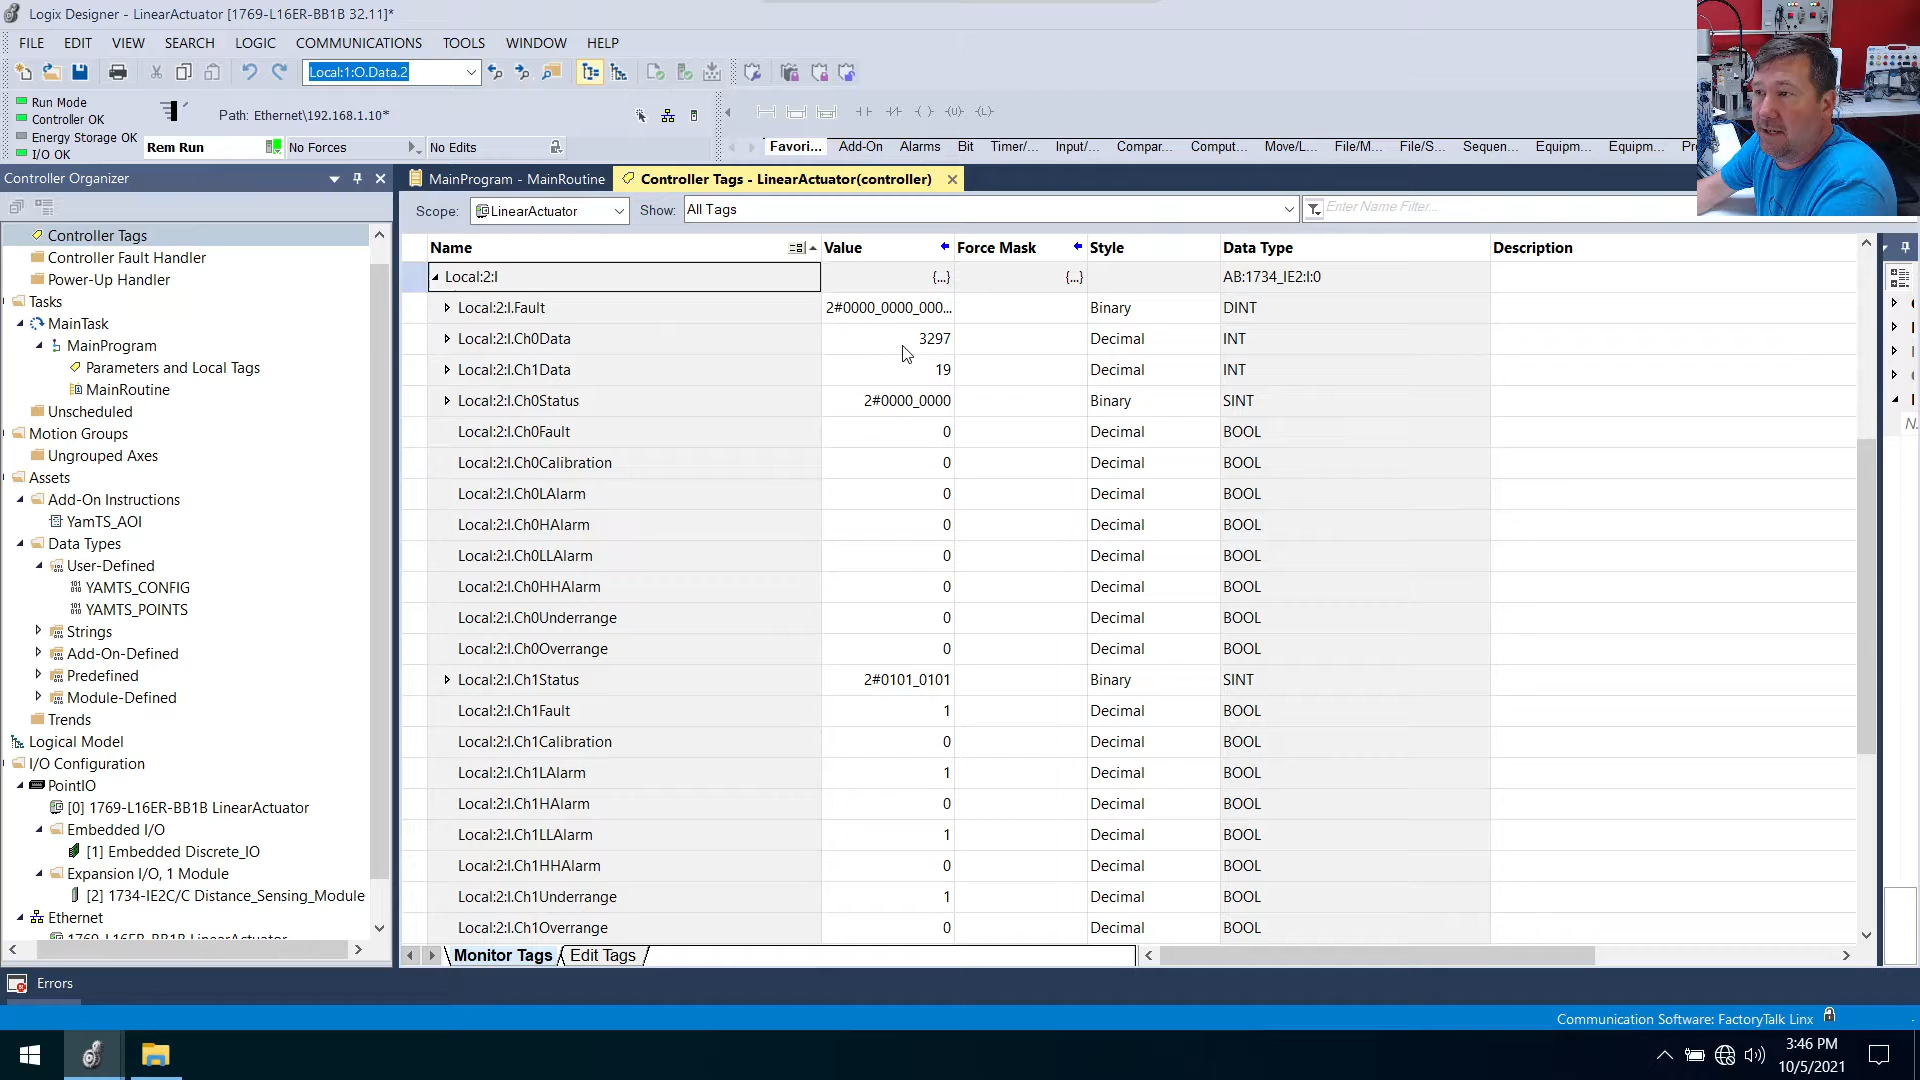 Logix Designer - LinearActuator [1769-L16ER-BB1B 32.11]*
FILE EDIT VIEW SEARCH LOGIC COMMUNICATIONS TOOLS WINDOW HELP
Local:1:O.Data.2
Run Mode
Controller OK
Energy Storage OK
I/O OK
Path: Ethernet\192.168.1.10*
Rem Run No Forces No Edits
Favori... Add-On Alarms Bit Timer/... Input/... Compar... Comput... Move/L... File/M... File/S... Sequen... Equipm... Equipm...
Controller Organizer
MainProgram - MainRoutine
Controller Tags - LinearActuator(controller)
Scope: LinearActuator Show: All Tags Enter Name Filter...
Controller Tags
Controller Fault Handler
Power-Up Handler
Tasks
MainTask
MainProgram
Parameters and Local Tags
MainRoutine
Unscheduled
Motion Groups
Ungrouped Axes
Assets
Add-On Instructions
YamTS_AOI
Data Types
User-Defined
YAMTS_CONFIG
YAMTS_POINTS
Strings
Add-On-Defined
Predefined
Module-Defined
Trends
Logical Model
I/O Configuration
PointIO
[0] 1769-L16ER-BB1B LinearActuator
Embedded I/O
[1] Embedded Discrete_IO
Expansion I/O, 1 Module
[2] 1734-IE2C/C Distance_Sensing_Module
Ethernet
1769-L16ER-BB1B LinearActuator
Name Value Force Mask Style Data Type Description
Local:2:I {...} {...} AB:1734_IE2:I:0
Local:2:I.Fault 2#0000_0000_000... Binary DINT
Local:2:I.Ch0Data 3297 Decimal INT
Local:2:I.Ch1Data 19 Decimal INT
Local:2:I.Ch0Status 2#0000_0000 Binary SINT
Local:2:I.Ch0Fault 0 Decimal BOOL
Local:2:I.Ch0Calibration 0 Decimal BOOL
Local:2:I.Ch0LAlarm 0 Decimal BOOL
Local:2:I.Ch0HAlarm 0 Decimal BOOL
Local:2:I.Ch0LLAlarm 0 Decimal BOOL
Local:2:I.Ch0HHAlarm 0 Decimal BOOL
Local:2:I.Ch0Underrange 0 Decimal BOOL
Local:2:I.Ch0Overrange 0 Decimal BOOL
Local:2:I.Ch1Status 2#0101_0101 Binary SINT
Local:2:I.Ch1Fault 1 Decimal BOOL
Local:2:I.Ch1Calibration 0 Decimal BOOL
Local:2:I.Ch1LAlarm 1 Decimal BOOL
Local:2:I.Ch1HAlarm 0 Decimal BOOL
Local:2:I.Ch1LLAlarm 1 Decimal BOOL
Local:2:I.Ch1HHAlarm 0 Decimal BOOL
Local:2:I.Ch1Underrange 1 Decimal BOOL
Local:2:I.Ch1Overrange 0 Decimal BOOL
Monitor Tags Edit Tags
Errors
Communication Software: FactoryTalk Linx
3:46 PM
10/5/2021